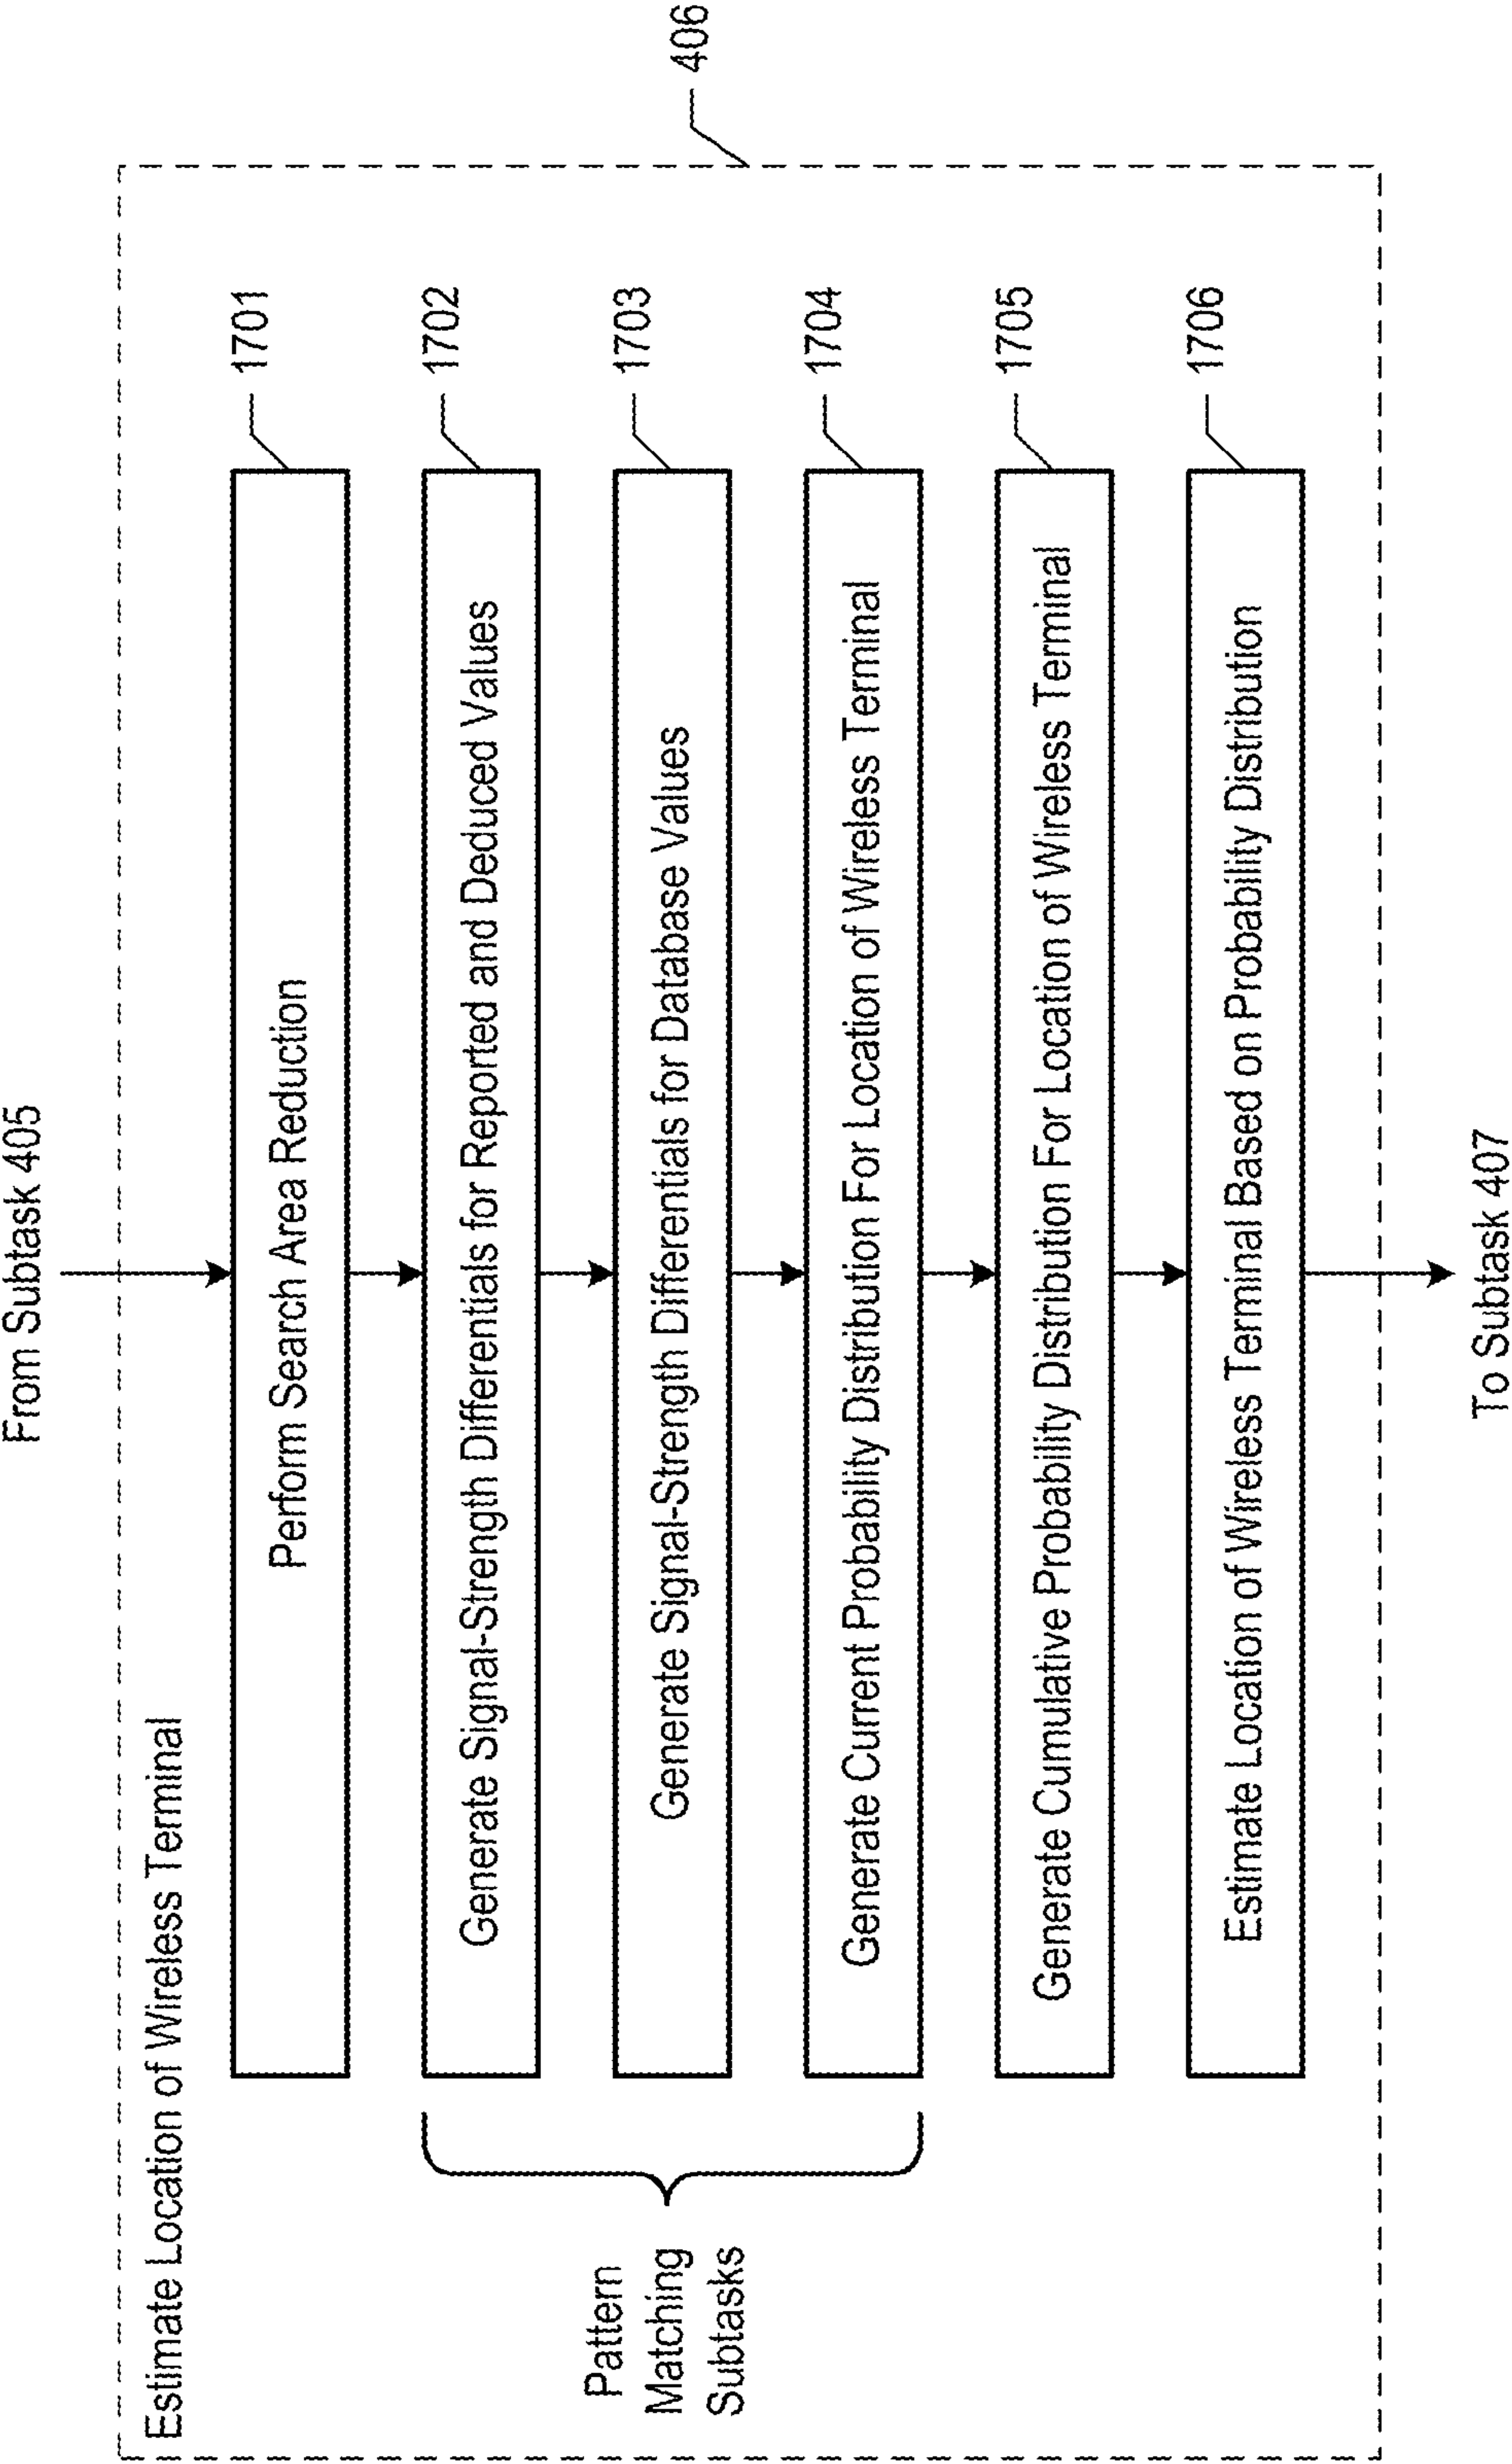 From Subtask 405
Estimate Location of Wireless Terminal
406
Perform Search Area Reduction
1701
Generate Signal-Strength Differentials for Reported and Deduced Values
1702
Generate Signal-Strength Differentials for Database Values
1703
Generate Current Probability Distribution For Location of Wireless Terminal
1704
Pattern
Matching
Subtasks
Generate Cumulative Probability Distribution For Location of Wireless Terminal
1705
Estimate Location of Wireless Terminal Based on Probability Distribution
1706
To Subtask 407